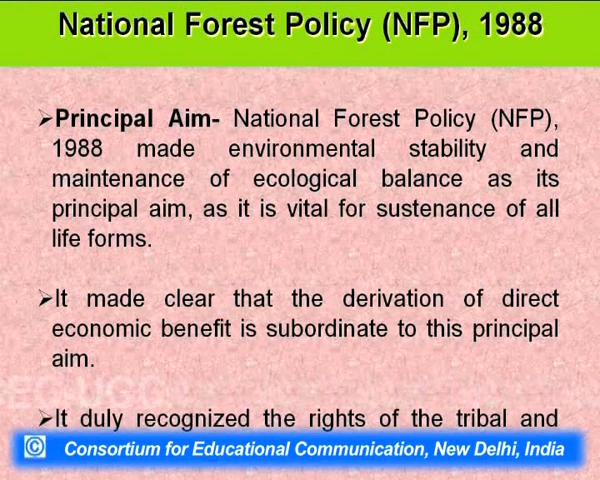 National Forest Policy (NFP), 1988
➢Principal Aim- National Forest Policy (NFP),
1988 made environmental stability and
maintenance of ecological balance as its
principal aim, as it is vital for sustenance of all
life forms.
➢It made clear that the derivation of direct
economic benefit is subordinate to this principal
aim.
CEC-UGC
➢It duly recognized the rights of the tribal and
© Consortium for Educational Communication, New Delhi, India